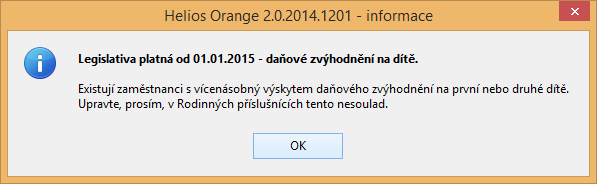 Helios Orange 2.0.2014.1201 - informace
Legislativa platná od 01.01.2015 - daňové zvýhodnění na dítě.
Existují zaměstnanci s vícenásobný výskytem daňového zvýhodnění na první nebo druhé dítě.
Upravte, prosím, v Rodinných příslušnících tento nesoulad.
OK